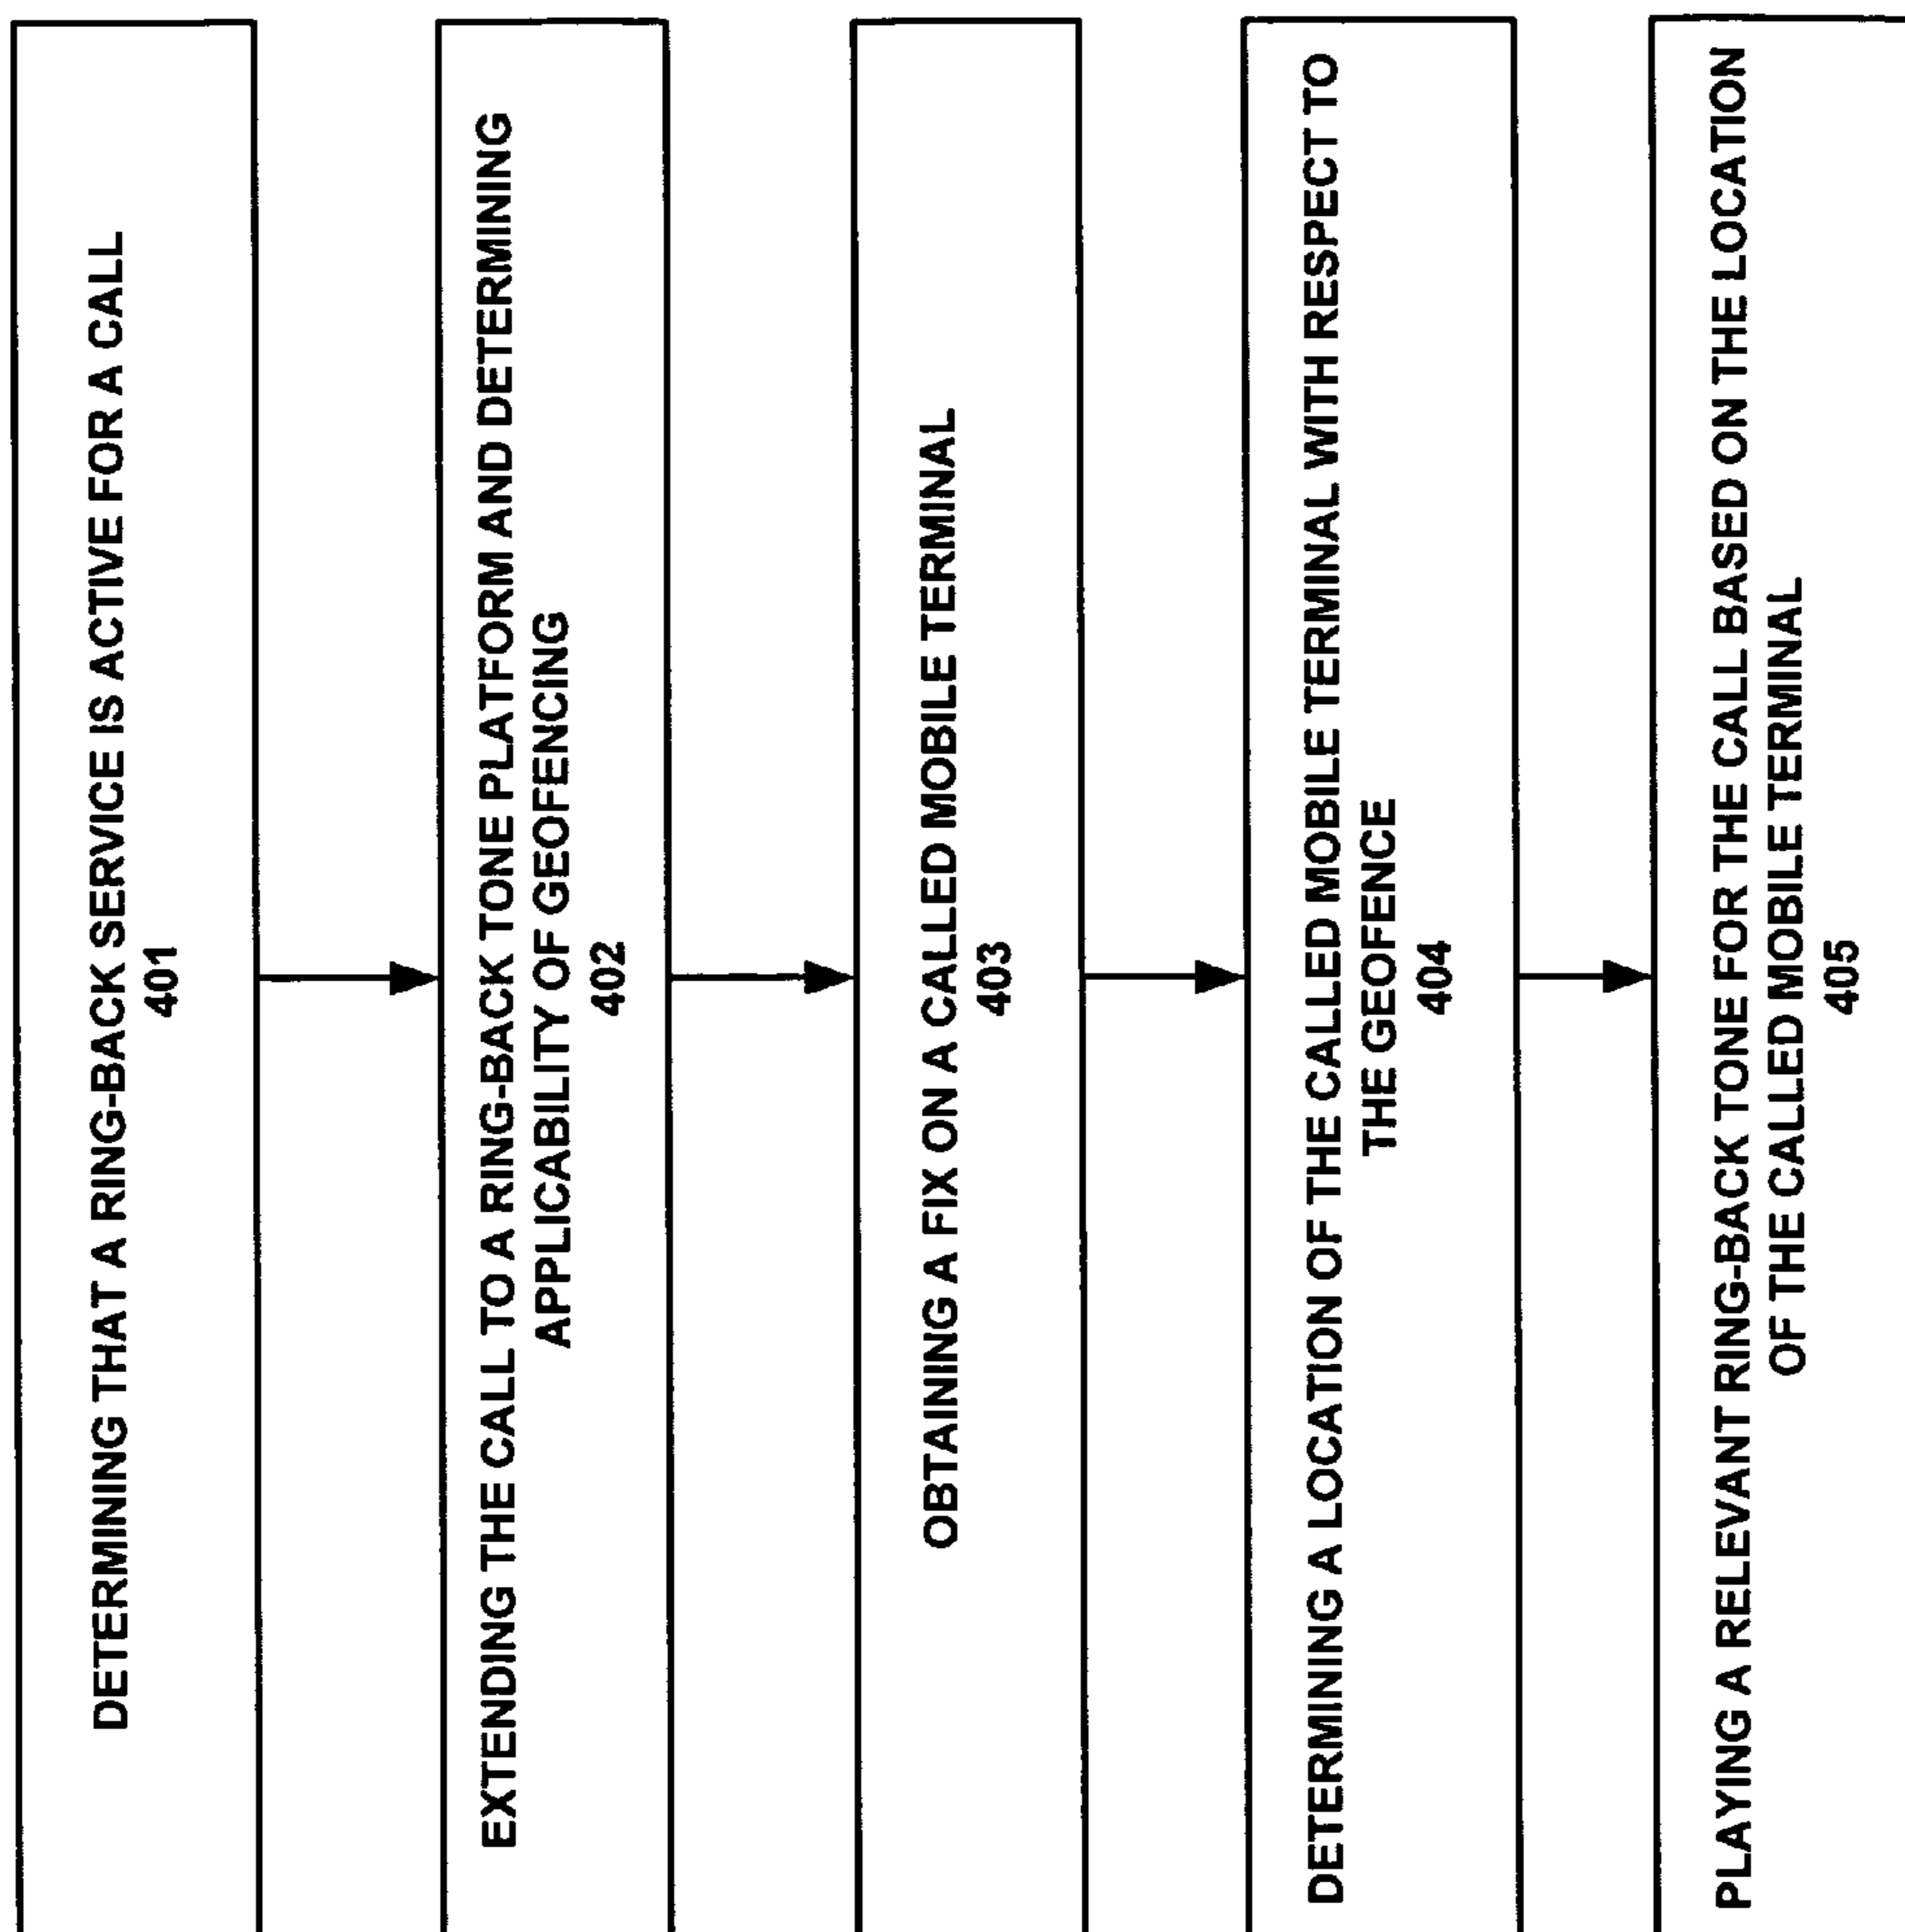 DETERMINING THAT A RING-BACK SERVICE IS ACTIVE FOR A CALL
401
EXTENDING THE CALL TO A RING-BACK TONE PLATFORM AND DETERMINING
APPLICABILITY OF GEOFENCING
402
OBTAINING A FIX ON A CALLED MOBILE TERMINAL
403
DETERMINING A LOCATION OF THE CALLED MOBILE TERMINAL WITH RESPECT TO
THE GEOFENCE
404
PLAYING A RELEVANT RING-BACK TONE FOR THE CALL BASED ON THE LOCATION
OF THE CALLED MOBILE TERMINAL
405